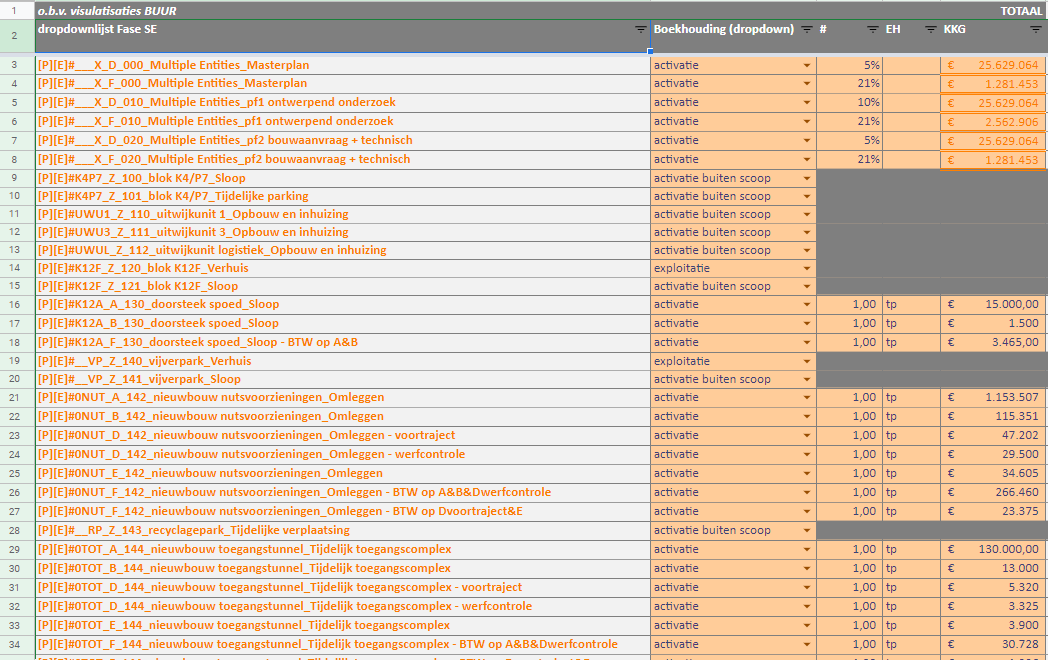 1 o.b.v. visulatisaties BUUR TOTAAL
2 dropdownlijst Fase SE Boekhouding (dropdown) # EH KKG
3 [P][E]#___X_D_000_Multiple Entities_Masterplan activatie 5% € 25.629.064
4 [P][E]#___X_F_000_Multiple Entities_Masterplan activatie 21% € 1.281.453
5 [P][E]#___X_D_010_Multiple Entities_pf1 ontwerpend onderzoek activatie 10% € 25.629.064
6 [P][E]#___X_F_010_Multiple Entities_pf1 ontwerpend onderzoek activatie 21% € 2.562.906
7 [P][E]#___X_D_020_Multiple Entities_pf2 bouwaanvraag + technisch activatie 5% € 25.629.064
8 [P][E]#___X_F_020_Multiple Entities_pf2 bouwaanvraag + technisch activatie 21% € 1.281.453
9 [P][E]#K4P7_Z_100_blok K4/P7_Sloop activatie buiten scoop
10 [P][E]#K4P7_Z_101_blok K4/P7_Tijdelijke parking activatie buiten scoop
11 [P][E]#UWU1_Z_110_uitwijkunit 1_Opbouw en inhuizing activatie buiten scoop
12 [P][E]#UWU3_Z_111_uitwijkunit 3_Opbouw en inhuizing activatie buiten scoop
13 [P][E]#UWUL_Z_112_uitwijkunit logistiek_Opbouw en inhuizing activatie buiten scoop
14 [P][E]#K12F_Z_120_blok K12F_Verhuis exploitatie
15 [P][E]#K12F_Z_121_blok K12F_Sloop activatie buiten scoop
16 [P][E]#K12A_A_130_doorsteek spoed_Sloop activatie 1,00 tp € 15.000,00
17 [P][E]#K12A_B_130_doorsteek spoed_Sloop activatie 1,00 tp € 1.500
18 [P][E]#K12A_F_130_doorsteek spoed_Sloop - BTW op A&B activatie 1,00 tp € 3.465,00
19 [P][E]#__VP_Z_140_vijverpark_Verhuis exploitatie
20 [P][E]#__VP_Z_141_vijverpark_Sloop activatie buiten scoop
21 [P][E]#0NUT_A_142_nieuwbouw nutsvoorzieningen_Omleggen activatie 1,00 tp € 1.153.507
22 [P][E]#0NUT_B_142_nieuwbouw nutsvoorzieningen_Omleggen activatie 1,00 tp € 115.351
23 [P][E]#0NUT_D_142_nieuwbouw nutsvoorzieningen_Omleggen - voortraject activatie 1,00 tp € 47.202
24 [P][E]#0NUT_D_142_nieuwbouw nutsvoorzieningen_Omleggen - werfcontrole activatie 1,00 tp € 29.500
25 [P][E]#0NUT_E_142_nieuwbouw nutsvoorzieningen_Omleggen activatie 1,00 tp € 34.605
26 [P][E]#0NUT_F_142_nieuwbouw nutsvoorzieningen_Omleggen - BTW op A&B&Dwerfcontrole activatie 1,00 tp € 266.460
27 [P][E]#0NUT_F_142_nieuwbouw nutsvoorzieningen_Omleggen - BTW op Dvoortraject&E activatie 1,00 tp € 23.375
28 [P][E]#__RP_Z_143_recyclagepark_Tijdelijke verplaatsing activatie buiten scoop
29 [P][E]#0TOT_A_144_nieuwbouw toegangstunnel_Tijdelijk toegangscomplex activatie 1,00 tp € 130.000,00
30 [P][E]#0TOT_B_144_nieuwbouw toegangstunnel_Tijdelijk toegangscomplex activatie 1,00 tp € 13.000
31 [P][E]#0TOT_D_144_nieuwbouw toegangstunnel_Tijdelijk toegangscomplex - voortraject activatie 1,00 tp € 5.320
32 [P][E]#0TOT_D_144_nieuwbouw toegangstunnel_Tijdelijk toegangscomplex - werfcontrole activatie 1,00 tp € 3.325
33 [P][E]#0TOT_E_144_nieuwbouw toegangstunnel_Tijdelijk toegangscomplex activatie 1,00 tp € 3.900
34 [P][E]#0TOT_F_144_nieuwbouw toegangstunnel_Tijdelijk toegangscomplex - BTW op A&B&Dwerfcontrole activatie 1,00 tp € 30.728